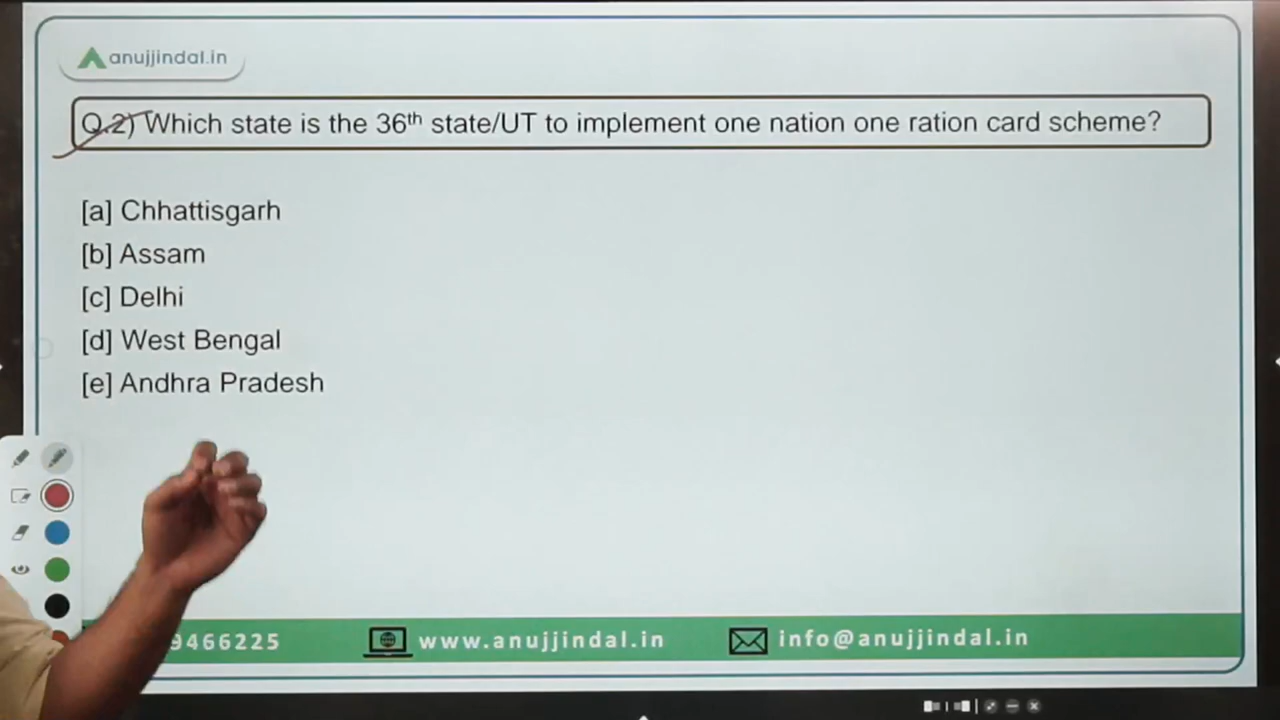 anujjindal.in
Q.2) Which state is the 36th state/UT to implement one nation one ration card scheme?
[a] Chhattisgarh
[b] Assam
[c] Delhi
[d] West Bengal
[e] Andhra Pradesh
9466225 www.anujjindal.in info@anujjindal.in